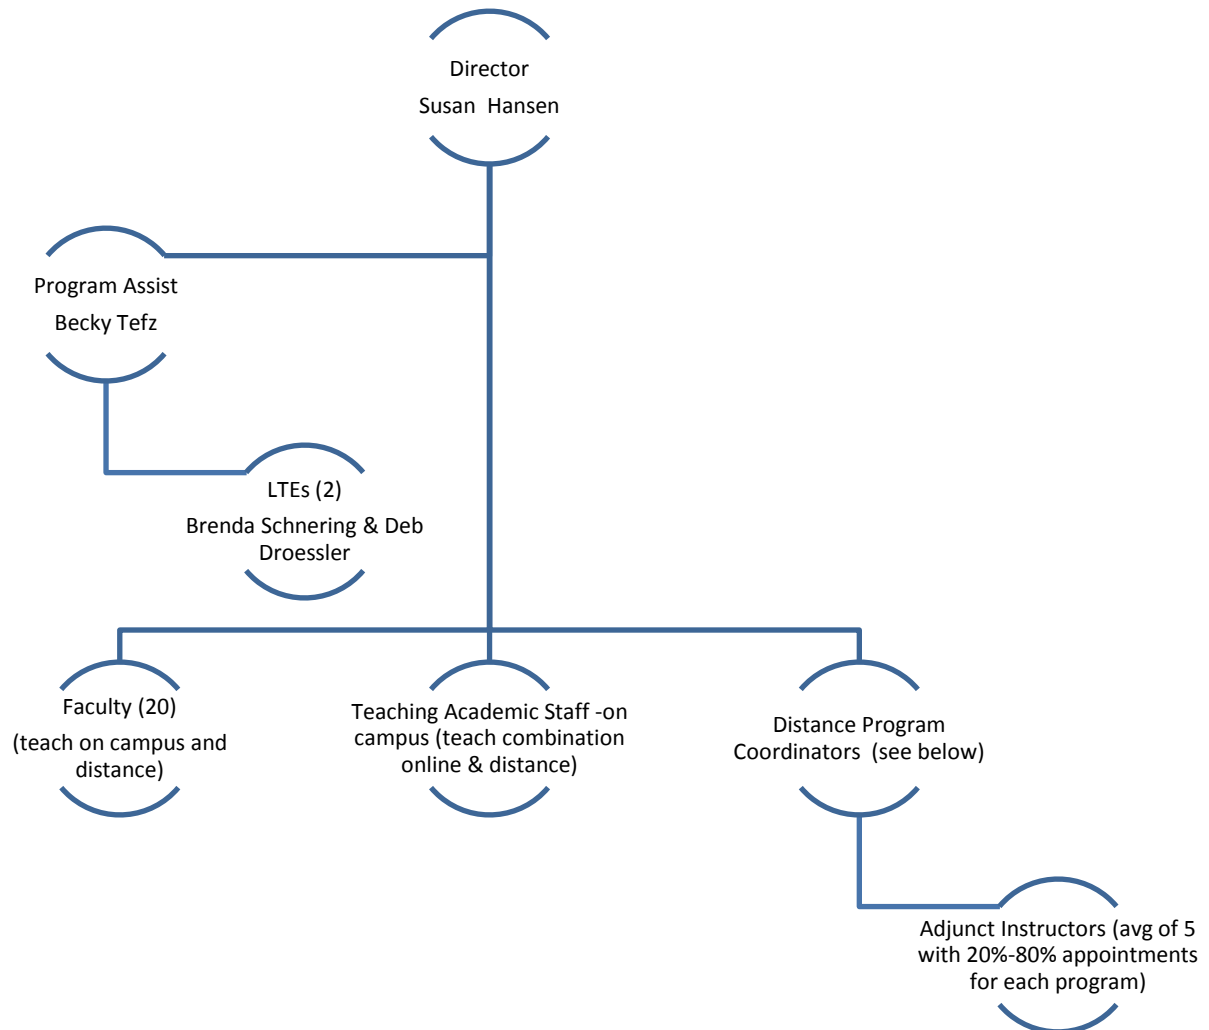 Director
Susan Hansen
Program Assist
Becky Tefz
LTEs (2)
Brenda Schnering & Deb
Droessler
Faculty (20)
(teach on campus and
distance)
Teaching Academic Staff -on
campus (teach combination
online & distance)
Distance Program
Coordinators (see below)
Adjunct Instructors (avg of 5
with 20%-80% appointments
for each program)